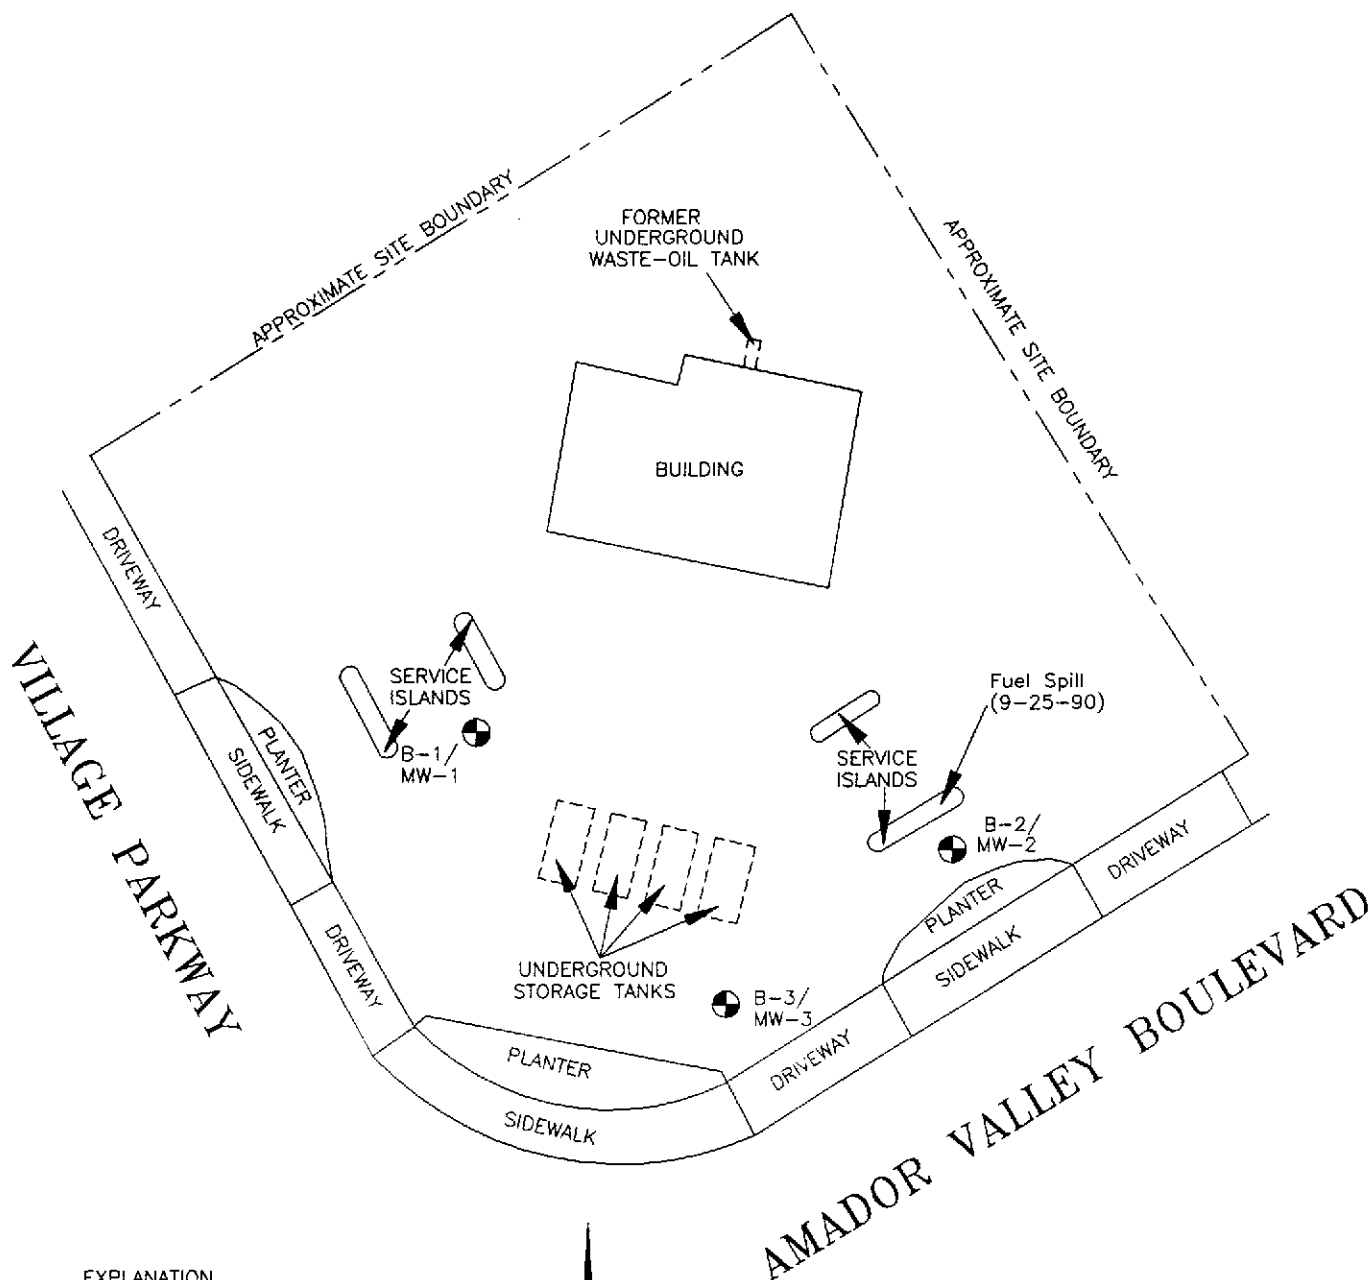 APPROXIMATE SITE BOUNDARY
FORMER
UNDERGROUND
WASTE-OIL TANK
APPROXIMATE SITE BOUNDARY
BUILDING
DRIVEWAY
VILLAGE PARKWAY
SERVICE
ISLANDS
PLANTER
SIDEWALK
B-1/
MW-1
Fuel Spill
(9-25-90)
SERVICE
ISLANDS
B-2/
MW-2
DRIVEWAY
PLANTER
SIDEWALK
DRIVEWAY
UNDERGROUND
STORAGE TANKS
B-3/
MW-3
PLANTER
DRIVEWAY
SIDEWALK
AMADOR VALLEY BOULEVARD
EXPLANATION